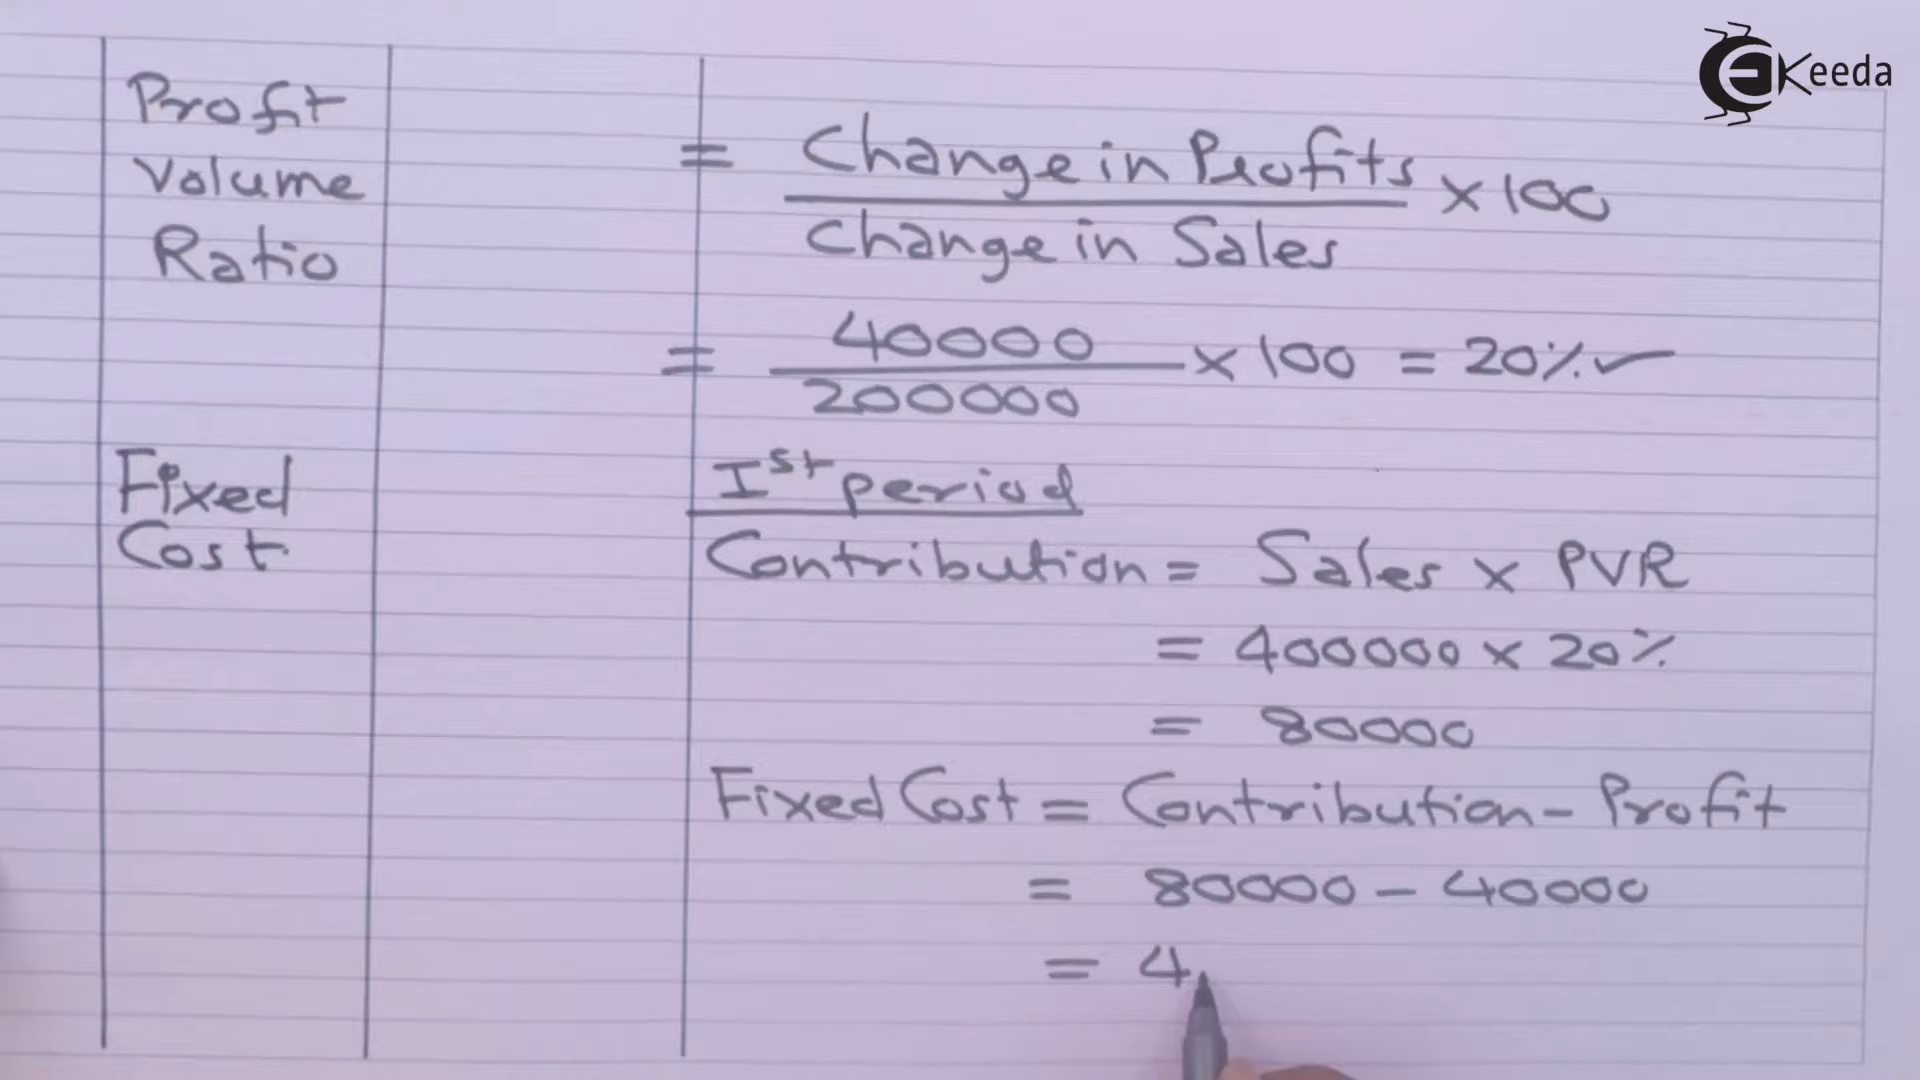 EKeeda
Profit
Volume
Ratio
= Change in Profits × 100
Change in Sales
= 40000 × 100 = 20% ✓
200000
Fixed
Cost.
Ist period
Contribution = Sales × PVR
= 400000 × 20%
= 80000
Fixed Cost = Contribution - Profit
= 80000 - 40000
= 4